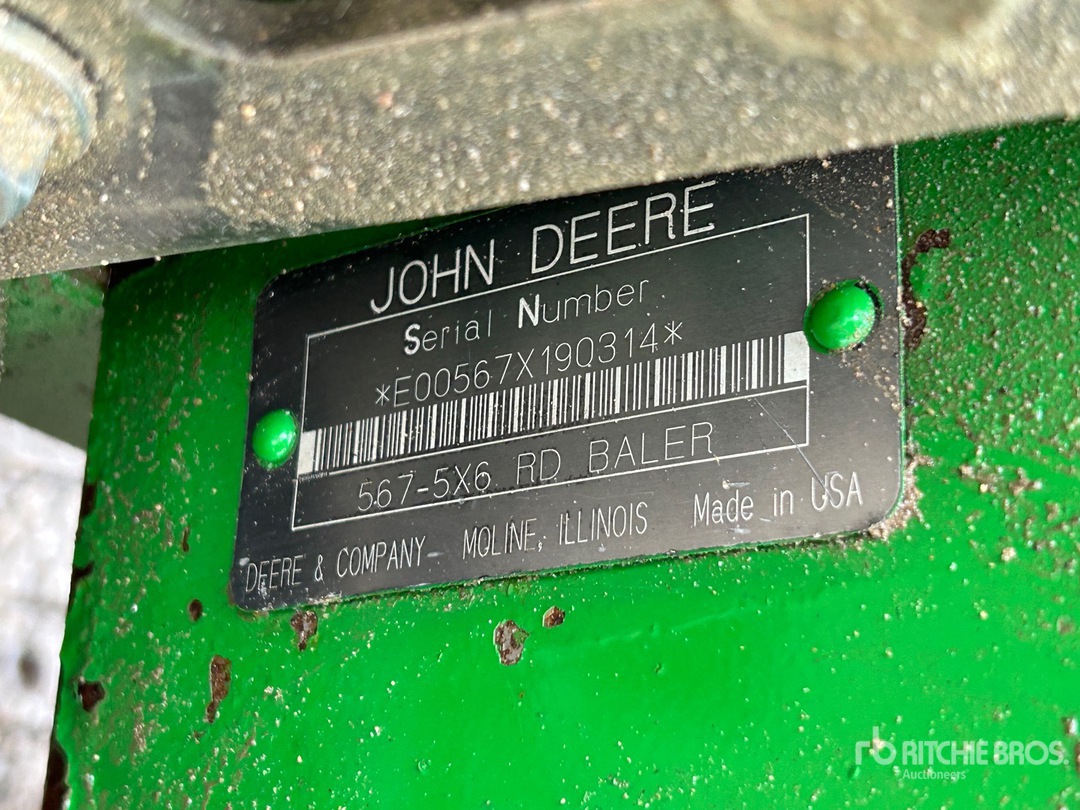 JOHN DEERE
Serial Number
*E00567X190314*
567-5X6 RD BALER
DEERE & COMPANY MOLINE, ILLINOIS Made in USA
rb RITCHIE BROS.
Auctioneers